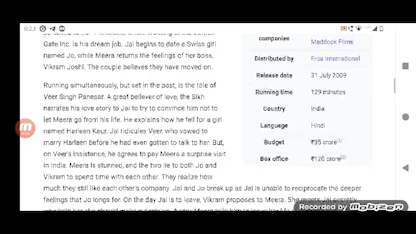 8:23
Gate Inc. is his dream job. Jai begins to date a Swiss girl
named Jo, while Meera returns the feelings of her boss,
Vikram Joshi. The couple believes they have moved on.
Running simultaneously, but set in the past, is the tale of
Veer Singh Panesar. A great believer of love, the Sikh
narrates his love story to Jai to try to convince him not to
let Meera go from his life. He explains how he fell for a girl
named Harleen Kaur. Jai ridicules Veer, who vowed to
marry Harleen before he had even gotten to talk to her. But,
on Veer's insistence, he agrees to pay Meera a surprise visit
in India. Meera is stunned, and the two lie to both Jo and
Vikram to spend time with each other. They realize how
much they still like each other's company. Jai and Jo break up as Jai is unable to reciprocate the deeper
feelings that Jo longs for. On the day Jai is to leave, Vikram proposes to Meera. Jai
companies
Maddock Films
Distributed by Eros International
Release date 31 July 2009
Running time 129 minutes
Country India
Language Hindi
Budget ₹35 crore
Box office ₹120 crore
Recorded by
MOBIZEN